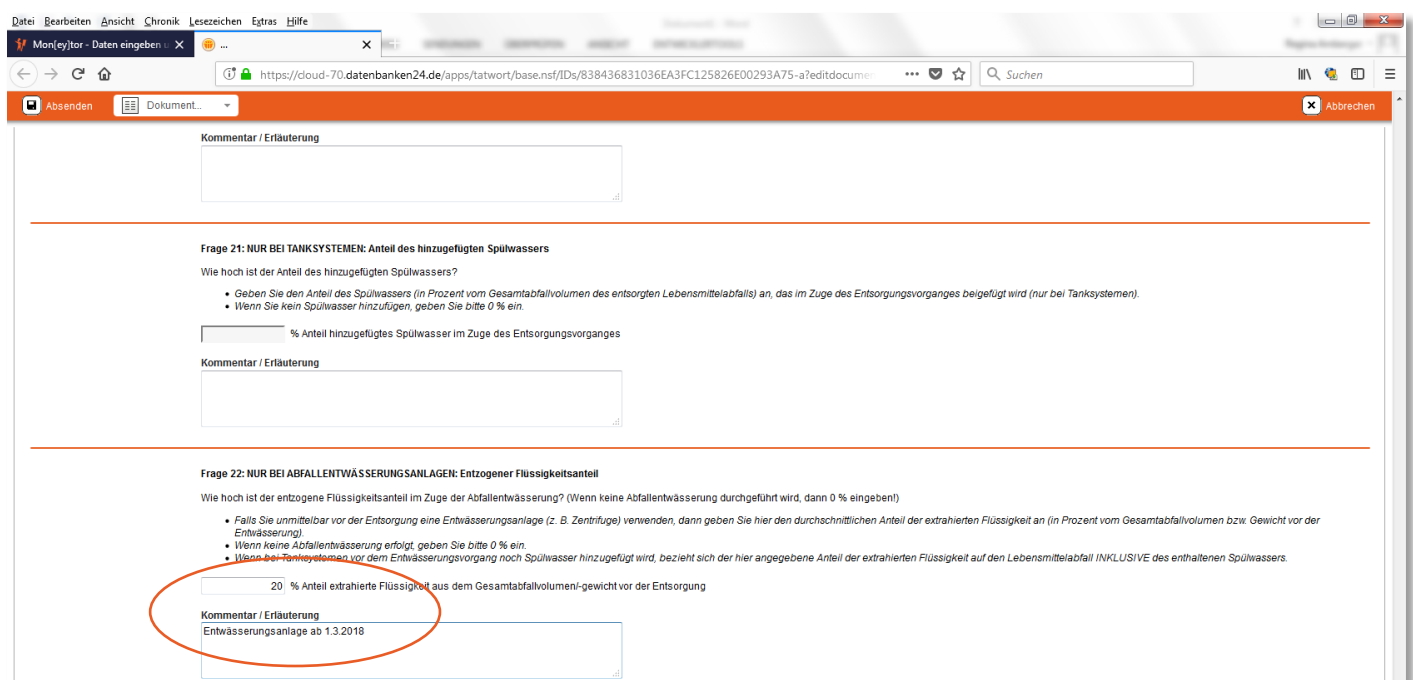 Datei Bearbeiten Ansicht Chronik Lesezeichen Extras Hilfe
Mon[ey]tor - Daten eingeben u
...
https://cloud-70.datenbanken24.de/apps/tatwort/base.nsf/IDs/838436831036EA3FC125826E00293A75-a?editdocumen
Suchen
Absenden
Dokument...
Abbrechen
Kommentar / Erläuterung
Frage 21: NUR BEI TANKSYSTEMEN: Anteil des hinzugefügten Spülwassers
Wie hoch ist der Anteil des hinzugefügten Spülwassers?
• Geben Sie den Anteil des Spülwassers (in Prozent vom Gesamtabfallvolumen des entsorgten Lebensmittelabfalls) an, das im Zuge des Entsorgungsvorganges beigefügt wird (nur bei Tanksystemen).
• Wenn Sie kein Spülwasser hinzufügen, geben Sie bitte 0 % ein.
% Anteil hinzugefügtes Spülwasser im Zuge des Entsorgungsvorganges
Kommentar / Erläuterung
Frage 22: NUR BEI ABFALLENTWÄSSERUNGSANLAGEN: Entzogener Flüssigkeitsanteil
Wie hoch ist der entzogene Flüssigkeitsanteil im Zuge der Abfallentwässerung? (Wenn keine Abfallentwässerung durchgeführt wird, dann 0 % eingeben!)
• Falls Sie unmittelbar vor der Entsorgung eine Entwässerungsanlage (z. B. Zentrifuge) verwenden, dann geben Sie hier den durchschnittlichen Anteil der extrahierten Flüssigkeit an (in Prozent vom Gesamtabfallvolumen bzw. Gewicht vor der
Entwässerung).
• Wenn keine Abfallentwässerung erfolgt, geben Sie bitte 0 % ein.
• Wenn bei Tanksystemen vor dem Entwässerungsvorgang noch Spülwasser hinzugefügt wird, bezieht sich der hier angegebene Anteil der extrahierten Flüssigkeit auf den Lebensmittelabfall INKLUSIVE des enthaltenen Spülwassers.
20 % Anteil extrahierte Flüssigkeit aus dem Gesamtabfallvolumen/-gewicht vor der Entsorgung
Kommentar / Erläuterung
Entwässerungsanlage ab 1.3.2018